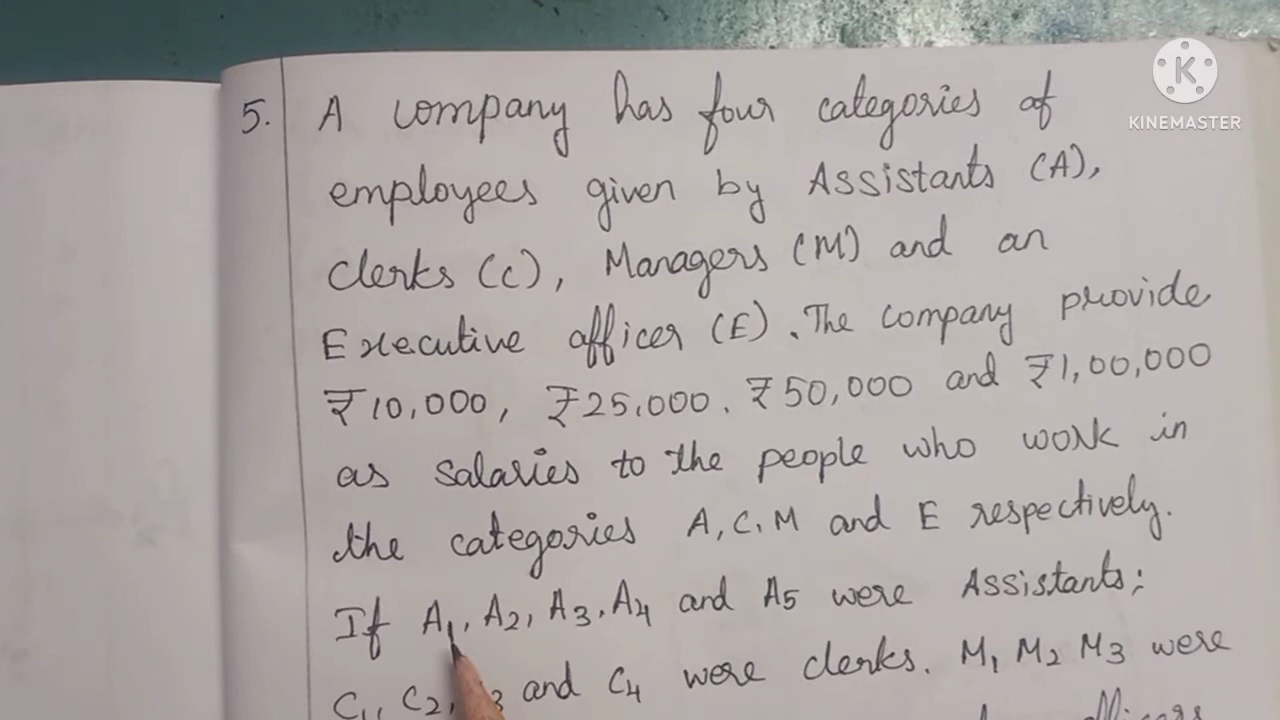 KINEMASTER
5. A company has four categories of
employees given by Assistants (A),
clerks (C), Managers (M) and an
Executive officer (E). The company provide
₹10,000, ₹25,000, ₹50,000 and ₹1,00,000
as salaries to the people who work in
the categories A, C, M and E respectively.
If A1, A2, A3, A4 and A5 were Assistants;
C1, C2, 3 and C4 were clerks. M1 M2 M3 were
officers